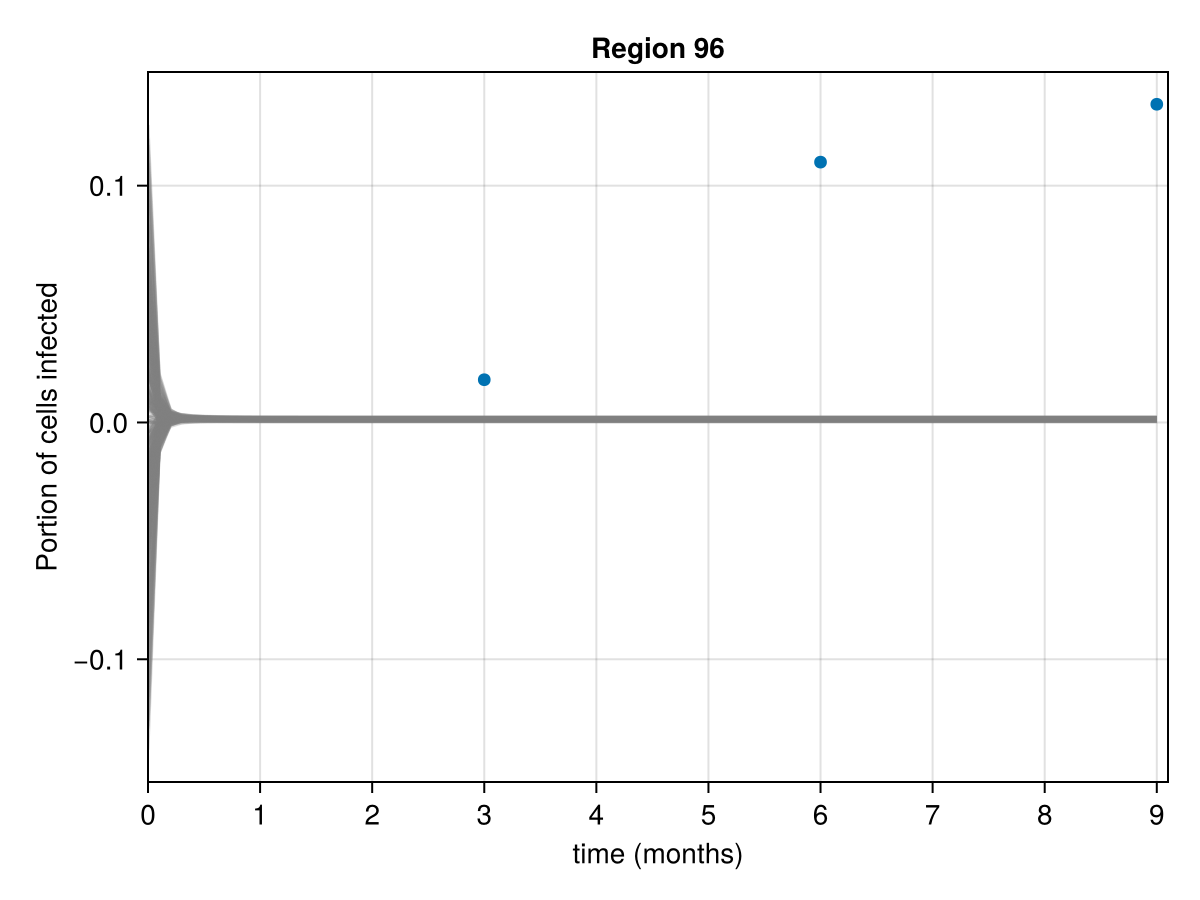 Region 96
Portion of cells infected
0.1
0.0
−0.1
0 1 2 3 4 5 6 7 8 9
time (months)